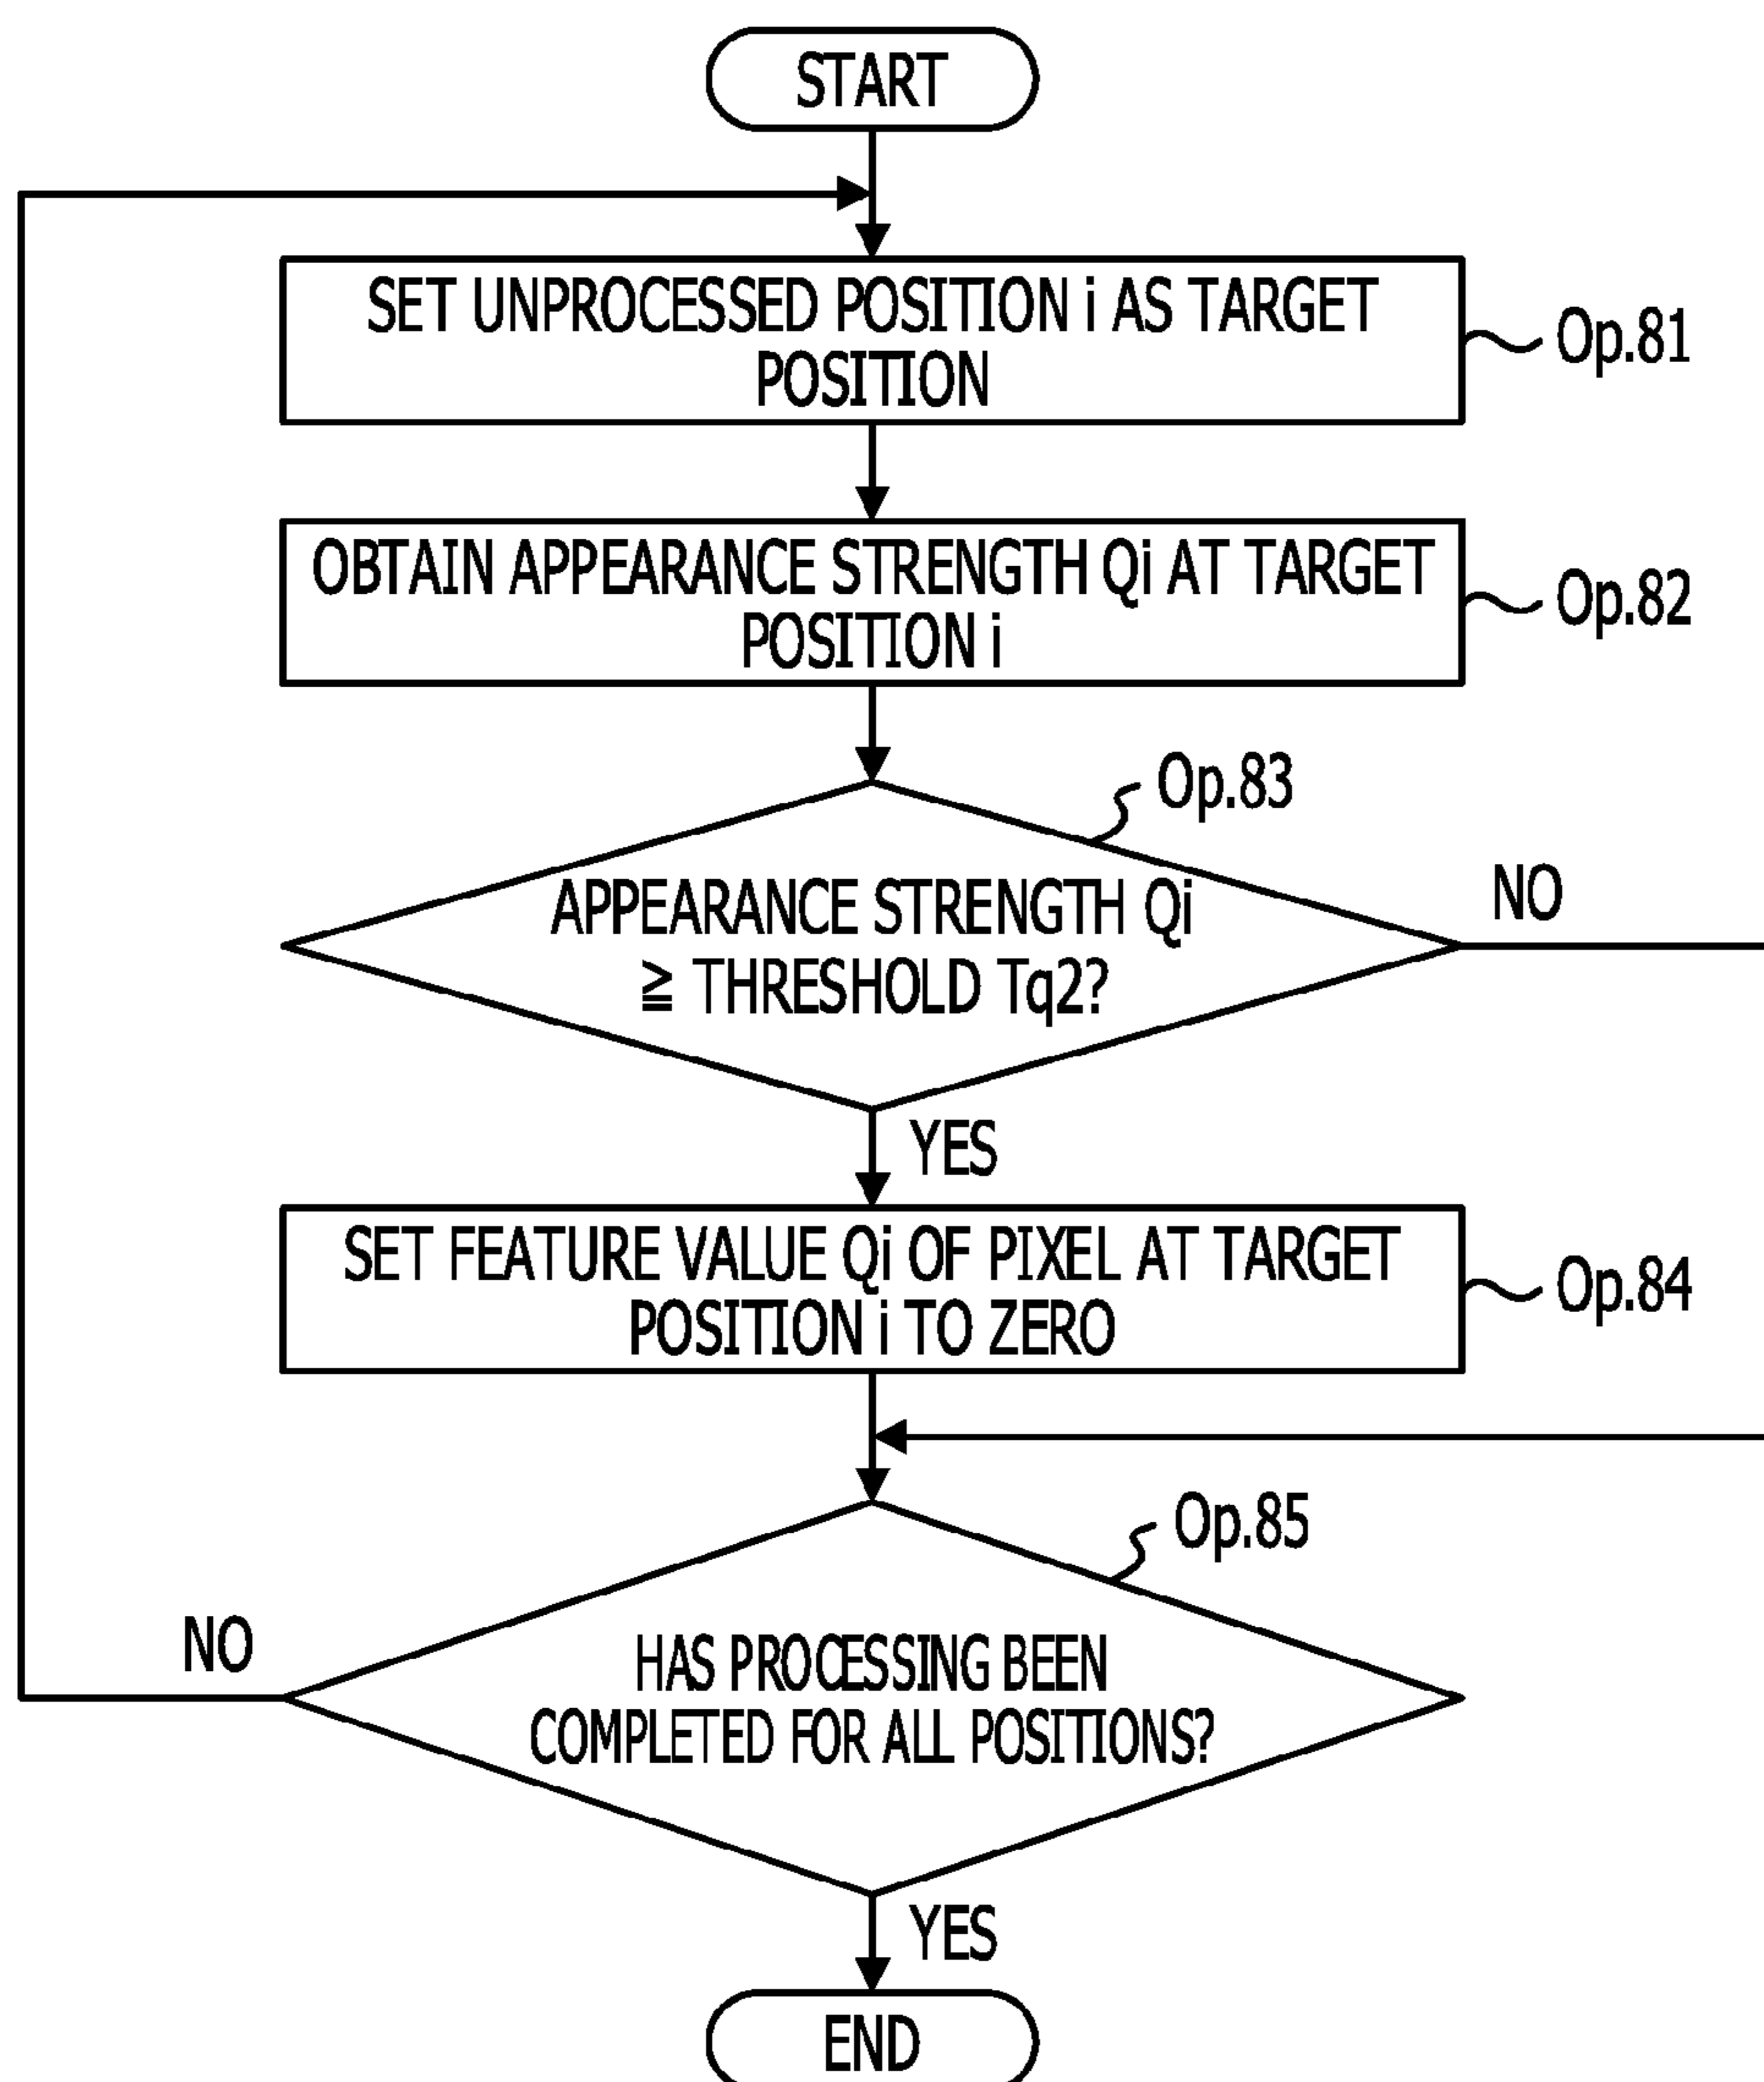 START
SET UNPROCESSED POSITION i AS TARGET
POSITION
Op.81
OBTAIN APPEARANCE STRENGTH Qi AT TARGET
POSITION i
Op.82
Op.83
APPEARANCE STRENGTH Qi
≧ THRESHOLD Tq2?
NO
YES
SET FEATURE VALUE Qi OF PIXEL AT TARGET
POSITION i TO ZERO
Op.84
Op.85
HAS PROCESSING BEEN
COMPLETED FOR ALL POSITIONS?
NO
YES
END